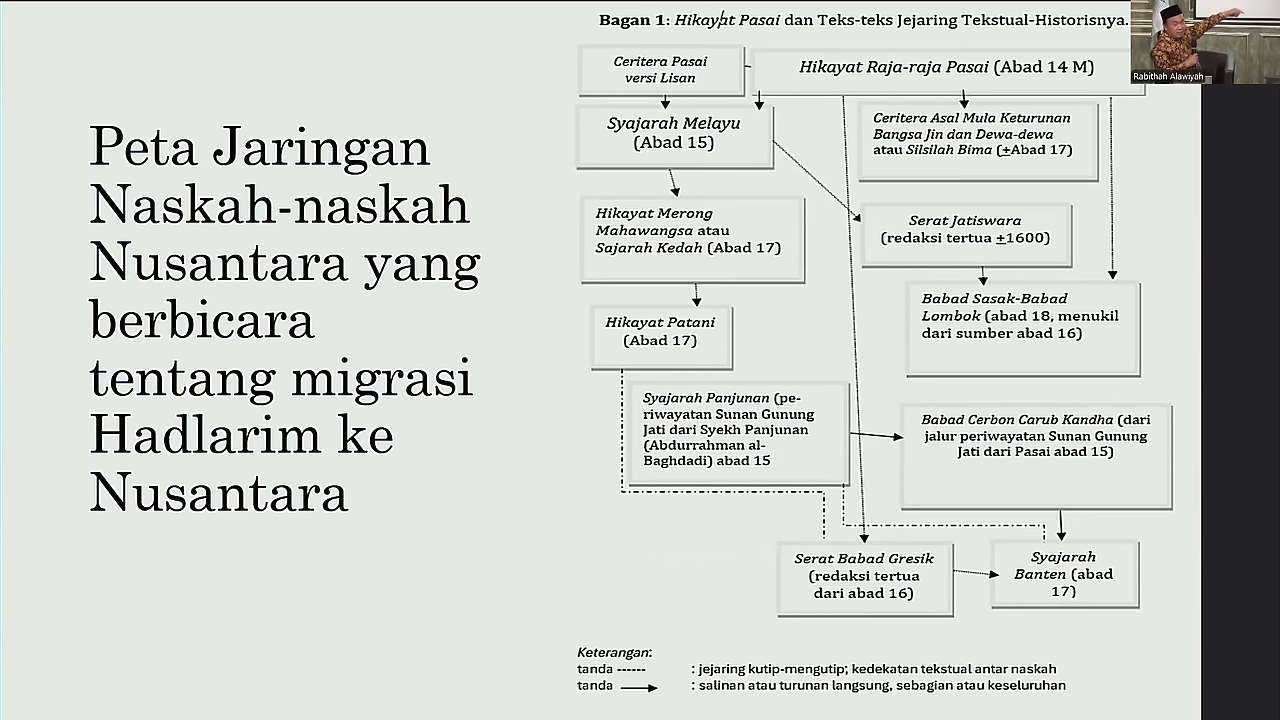 Peta Jaringan
Naskah-naskah
Nusantara yang
berbicara
tentang migrasi
Hadlarim ke
Nusantara
Bagan 1: Hikayat Pasai dan Teks-teks Jejaring Tekstual-Historisnya.
Rabithah Alawiyah
Ceritera Pasai
versi Lisan
Hikayat Raja-raja Pasai (Abad 14 M)
Syajarah Melayu
(Abad 15)
Ceritera Asal Mula Keturunan
Bangsa Jin dan Dewa-dewa
atau Silsilah Bima (±Abad 17)
Hikayat Merong
Mahawangsa atau
Sajarah Kedah (Abad 17)
Serat Jatiswara
(redaksi tertua ±1600)
Hikayat Patani
(Abad 17)
Babad Sasak-Babad
Lombok (abad 18, menukil
dari sumber abad 16)
Syajarah Panjunan (pe-
riwayatan Sunan Gunung
Jati dari Syekh Panjunan
(Abdurrahman al-
Baghdadi) abad 15
Babad Cerbon Carub Kandha (dari
jalur periwayatan Sunan Gunung
Jati dari Pasai abad 15)
Serat Babad Gresik
(redaksi tertua
dari abad 16)
Syajarah
Banten (abad
17)
Keterangan:
tanda ------ : jejaring kutip-mengutip; kedekatan tekstual antar naskah
tanda : salinan atau turunan langsung, sebagian atau keseluruhan